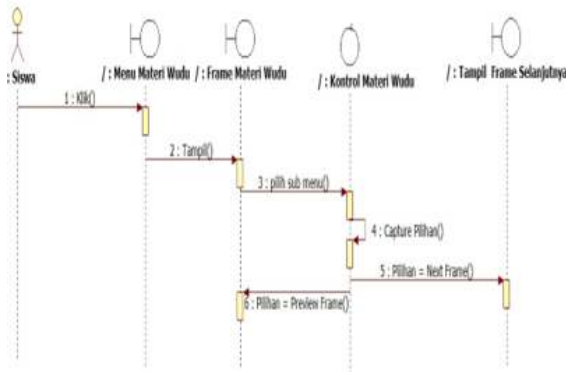 : Siswa
/ : Menu Materi Wudu
/ : Frame Materi Wudu
/ : Kontrol Materi Wudu
/ : Tampil Frame Selanjutnya
1 : Klik()
2 : Tampil()
3 : pilih sub menu()
4 : Capture Pilihan()
5 : Pilihan = Next Frame()
6 : Pilihan = Preview Frame()